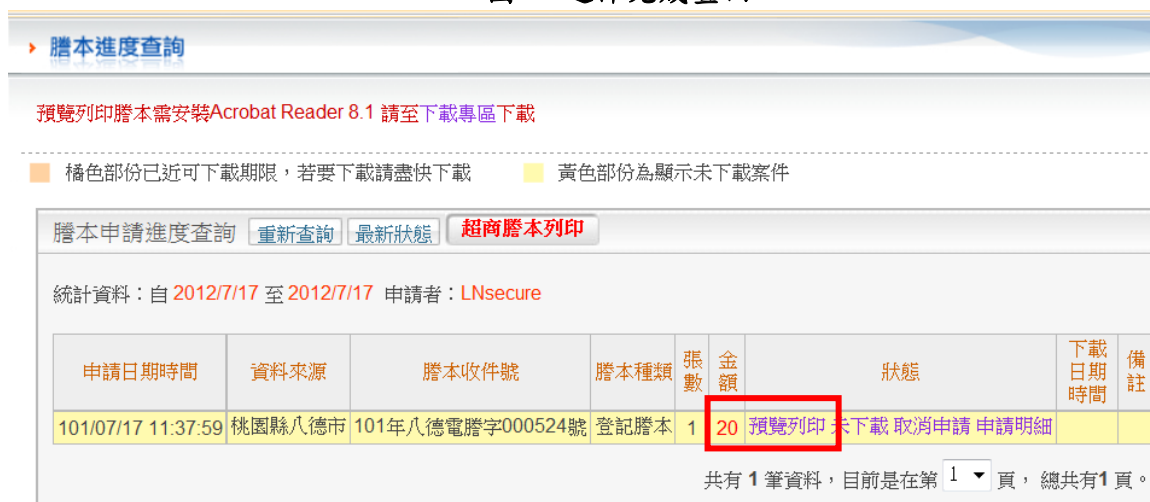 謄本進度查詢
預覽列印謄本需安裝Acrobat Reader 8.1 請至下載專區下載
橘色部份已近可下載期限，若要下載請盡快下載 黃色部份為顯示未下載案件
謄本申請進度查詢 重新查詢 最新狀態 超商謄本列印
統計資料：自 2012/7/17 至 2012/7/17 申請者：LNsecure
申請日期時間 資料來源 謄本收件號 謄本種類 張數 金額 狀態 下載日期時間 備註
101/07/17 11:37:59 桃園縣八德市 101年八德電謄字000524號 登記謄本 1 20 預覽列印 未下載 取消申請 申請明細
共有 1 筆資料，目前是在第 1 頁， 總共有1 頁。